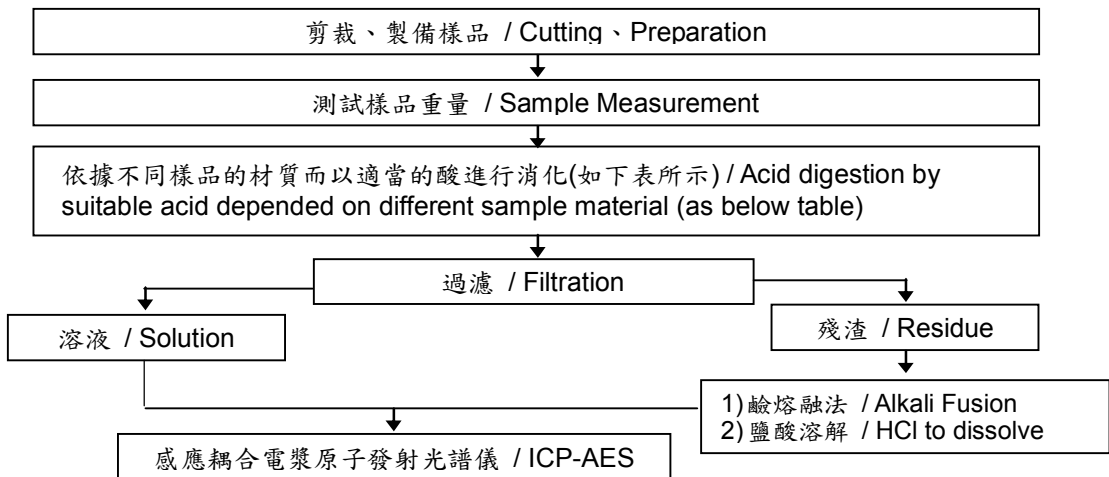 剪裁、製備樣品 / Cutting、Preparation
測試樣品重量 / Sample Measurement
依據不同樣品的材質而以適當的酸進行消化(如下表所示) / Acid digestion by
suitable acid depended on different sample material (as below table)
過濾 / Filtration
溶液 / Solution
殘渣 / Residue
1) 鹼熔融法 / Alkali Fusion
2) 鹽酸溶解 / HCl to dissolve
感應耦合電漿原子發射光譜儀 / ICP-AES